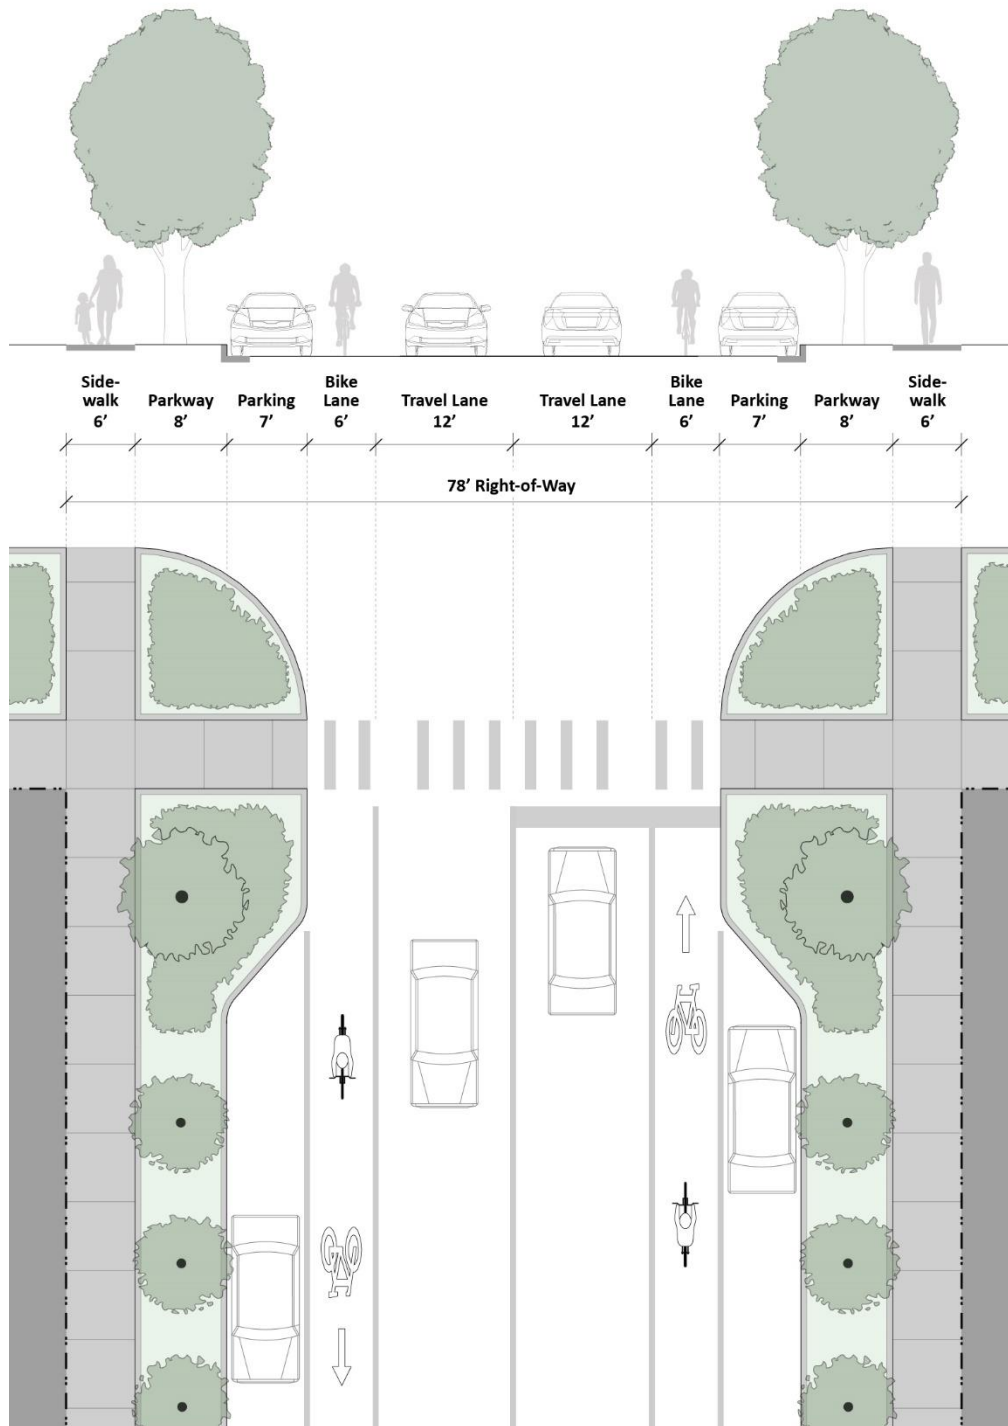 Side-
walk
6’
Parkway
8’
Parking
7’
Bike
Lane
6’
Travel Lane
12’
Travel Lane
12’
Bike
Lane
6’
Parking
7’
Parkway
8’
Side-
walk
6’
78’ Right-of-Way